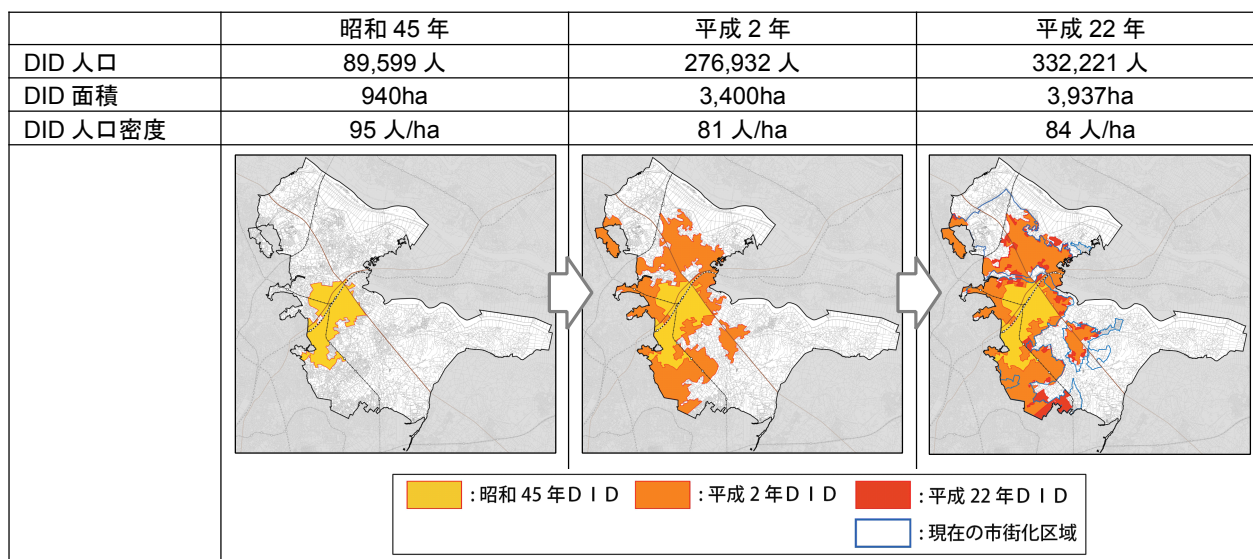 昭和 45 年 平成 2 年 平成 22 年
DID 人口 89,599 人 276,932 人 332,221 人
DID 面積 940ha 3,400ha 3,937ha
DID 人口密度 95 人/ha 81 人/ha 84 人/ha
: 昭和 45 年ＤＩＤ : 平成 2 年ＤＩＤ : 平成 22 年ＤＩＤ
: 現在の市街化区域